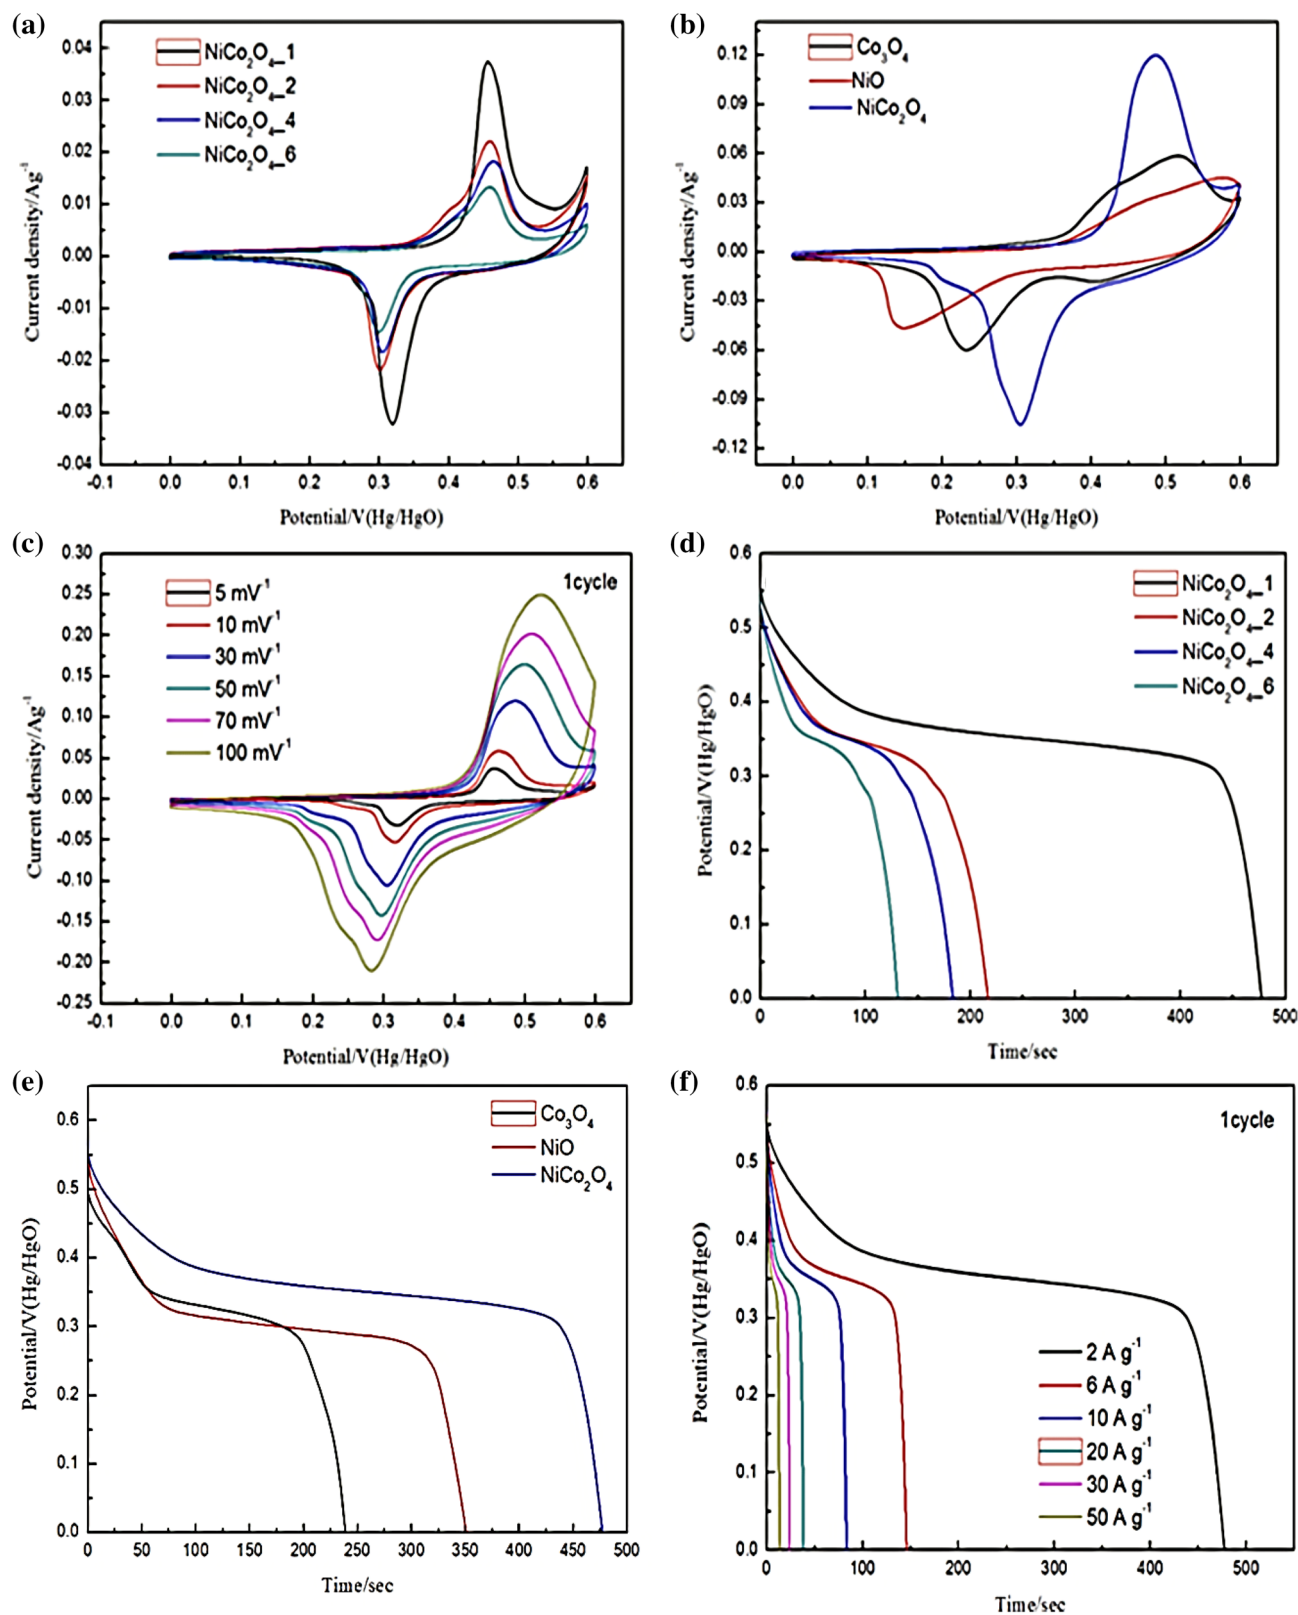 (a)
0.04
0.03
0.02
0.01
0.00
-0.01
-0.02
-0.03
-0.04
-0.1 0.0 0.1 0.2 0.3 0.4 0.5 0.6
Current density/Ag⁻¹
Potential/V(Hg/HgO)
NiCo₂O₄_1
NiCo₂O₄_2
NiCo₂O₄_4
NiCo₂O₄_6
(b)
0.12
0.09
0.06
0.03
0.00
-0.03
-0.06
-0.09
-0.12
0.0 0.1 0.2 0.3 0.4 0.5 0.6
Current density/Ag⁻¹
Potential/V(Hg/HgO)
Co₃O₄
NiO
NiCo₂O₄
(c)
0.30
0.25
0.20
0.15
0.10
0.05
0.00
-0.05
-0.10
-0.15
-0.20
-0.25
-0.1 0.0 0.1 0.2 0.3 0.4 0.5 0.6
Current density/Ag⁻¹
Potential/V(Hg/HgO)
1cycle
5 mV⁻¹
10 mV⁻¹
30 mV⁻¹
50 mV⁻¹
70 mV⁻¹
100 mV⁻¹
(d)
0.6
0.5
0.4
0.3
0.2
0.1
0.0
0 100 200 300 400 500
Potential/V(Hg/HgO)
Time/sec
NiCo₂O₄_1
NiCo₂O₄_2
NiCo₂O₄_4
NiCo₂O₄_6
(e)
0.6
0.5
0.4
0.3
0.2
0.1
0.0
0 50 100 150 200 250 300 350 400 450 500
Potential/V(Hg/HgO)
Time/sec
Co₃O₄
NiO
NiCo₂O₄
(f)
0.6
0.5
0.4
0.3
0.2
0.1
0.0
0 100 200 300 400 500
Potential/V(Hg/HgO)
Time/sec
1cycle
2 A g⁻¹
6 A g⁻¹
10 A g⁻¹
20 A g⁻¹
30 A g⁻¹
50 A g⁻¹